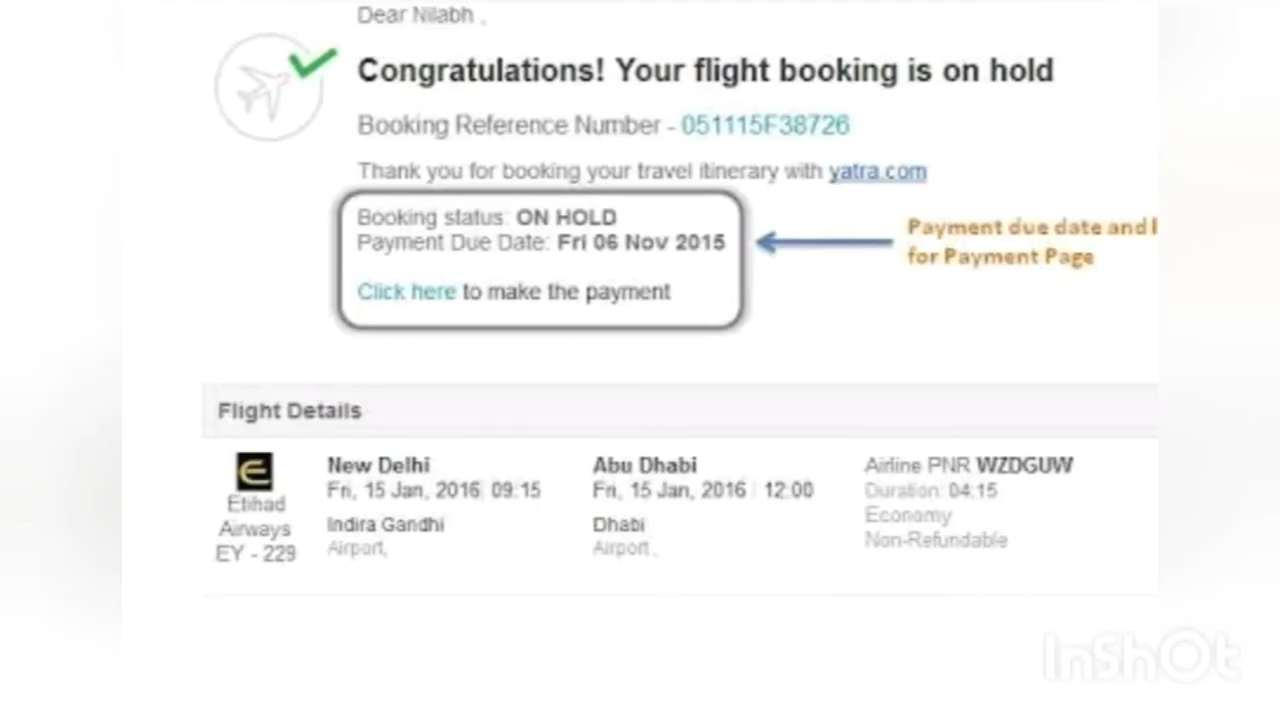 Dear Nilabh ,
Congratulations! Your flight booking is on hold
Booking Reference Number - 051115F38726
Thank you for booking your travel itinerary with yatra.com
Booking status: ON HOLD
Payment Due Date: Fri 06 Nov 2015
Click here to make the payment
Payment due date and
for Payment Page
Flight Details
Etihad
Airways
EY - 229
New Delhi
Fri, 15 Jan, 2016 | 09:15
Indira Gandhi
Airport,
Abu Dhabi
Fri, 15 Jan, 2016 | 12:00
Dhabi
Airport ,
Airline PNR WZDGUW
Duration: 04:15
Economy
Non-Refundable
InShOt